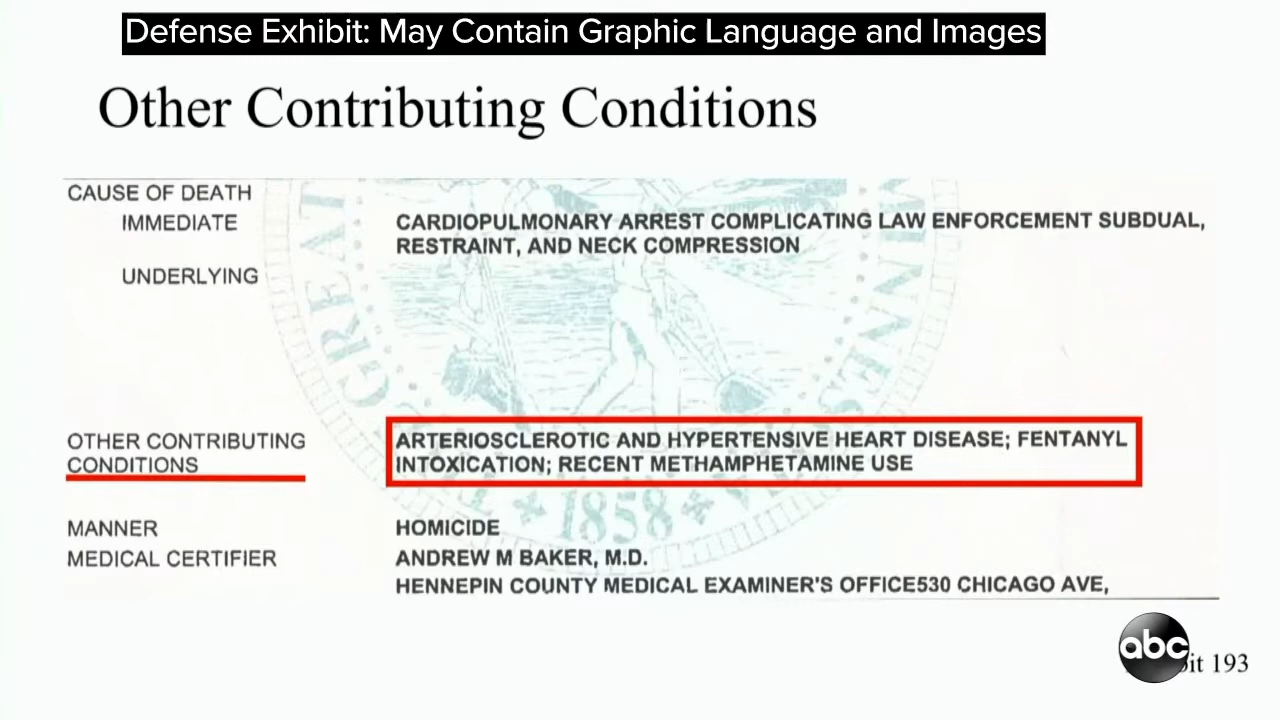 Defense Exhibit: May Contain Graphic Language and Images
Other Contributing Conditions
CAUSE OF DEATH
IMMEDIATE
CARDIOPULMONARY ARREST COMPLICATING LAW ENFORCEMENT SUBDUAL,
RESTRAINT, AND NECK COMPRESSION
UNDERLYING
OTHER CONTRIBUTING
CONDITIONS
ARTERIOSCLEROTIC AND HYPERTENSIVE HEART DISEASE; FENTANYL
INTOXICATION; RECENT METHAMPHETAMINE USE
MANNER
HOMICIDE
MEDICAL CERTIFIER
ANDREW M BAKER, M.D.
HENNEPIN COUNTY MEDICAL EXAMINER'S OFFICE530 CHICAGO AVE,
GREAT
1858
abc
193